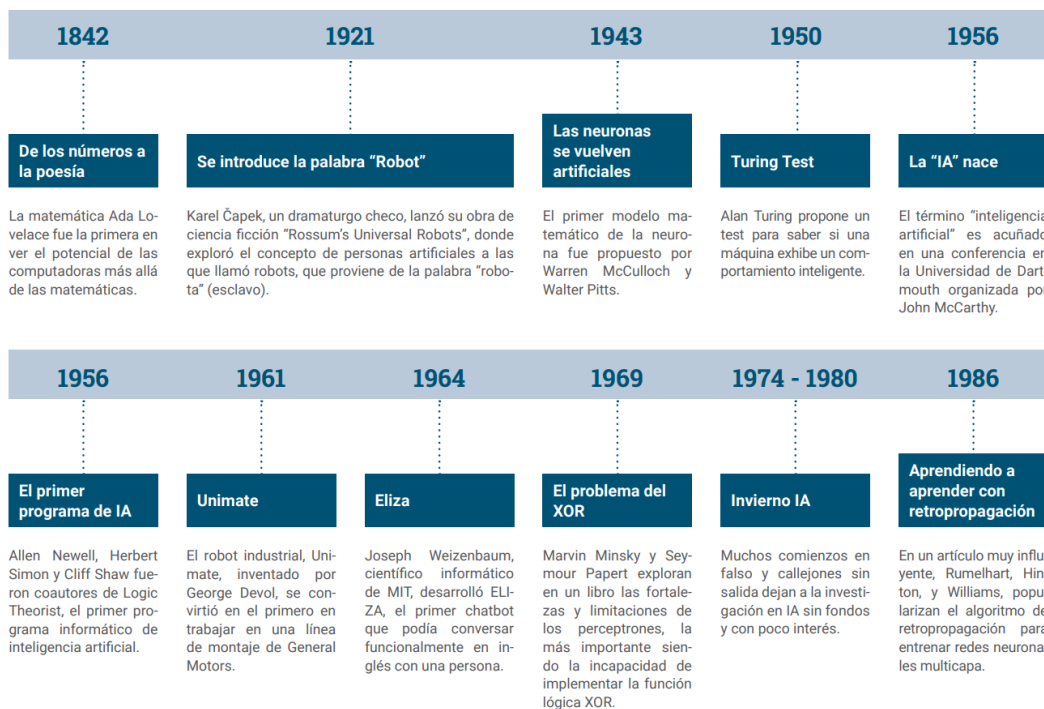 1842
1921
1943
1950
1956
De los números a
la poesía
Se introduce la palabra “Robot”
Las neuronas
se vuelven
artificiales
Turing Test
La “IA” nace
La matemática Ada Lo-
velace fue la primera en
ver el potencial de las
computadoras más allá
de las matemáticas.
Karel Čapek, un dramaturgo checo, lanzó su obra de
ciencia ficción “Rossum’s Universal Robots”, donde
exploró el concepto de personas artificiales a las
que llamó robots, que proviene de la palabra “robo-
ta” (esclavo).
El primer modelo ma-
temático de la neuro-
na fue propuesto por
Warren McCulloch y
Walter Pitts.
Alan Turing propone un
test para saber si una
máquina exhibe un com-
portamiento inteligente.
El término “inteligencia
artificial” es acuñado
en una conferencia en
la Universidad de Dart
mouth organizada por
John McCarthy.
1956
1961
1964
1969
1974 - 1980
1986
El primer
programa de IA
Unimate
Eliza
El problema del
XOR
Invierno IA
Aprendiendo a
aprender con
retropropagación
Allen Newell, Herbert
Simon y Cliff Shaw fue-
ron coautores de Logic
Theorist, el primer pro-
grama informático de
inteligencia artificial.
El robot industrial, Uni-
mate, inventado por
George Devol, se con-
virtió en el primero en
trabajar en una línea
de montaje de General
Motors.
Joseph Weizenbaum,
científico informático
de MIT, desarrolló ELI-
ZA, el primer chatbot
que podía conversar
funcionalmente en in-
glés con una persona.
Marvin Minsky y Sey-
mour Papert exploran
en un libro las fortale-
zas y limitaciones de
los perceptrones, la
más importante sien-
do la incapacidad de
implementar la función
lógica XOR.
Muchos comienzos en
falso y callejones sin
salida dejan a la investi-
gación en IA sin fondos
y con poco interés.
En un artículo muy influ
yente, Rumelhart, Hin
ton, y Williams, popu
larizan el algoritmo de
retropropagación para
entrenar redes neurona
les multicapa.